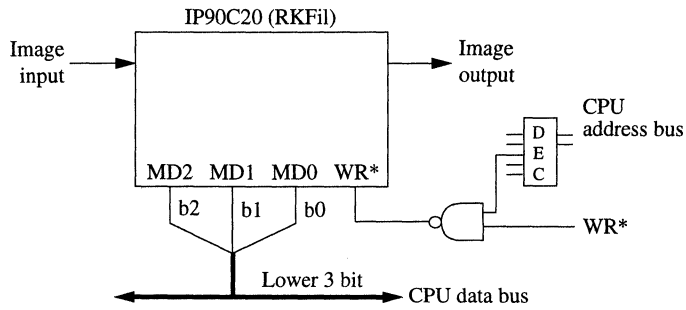 IP90C20 (RKFil)
Image
input
Image
output
CPU
address bus
D
E
C
MD2 MD1 MD0 WR*
b2 b1 b0
WR*
Lower 3 bit
CPU data bus